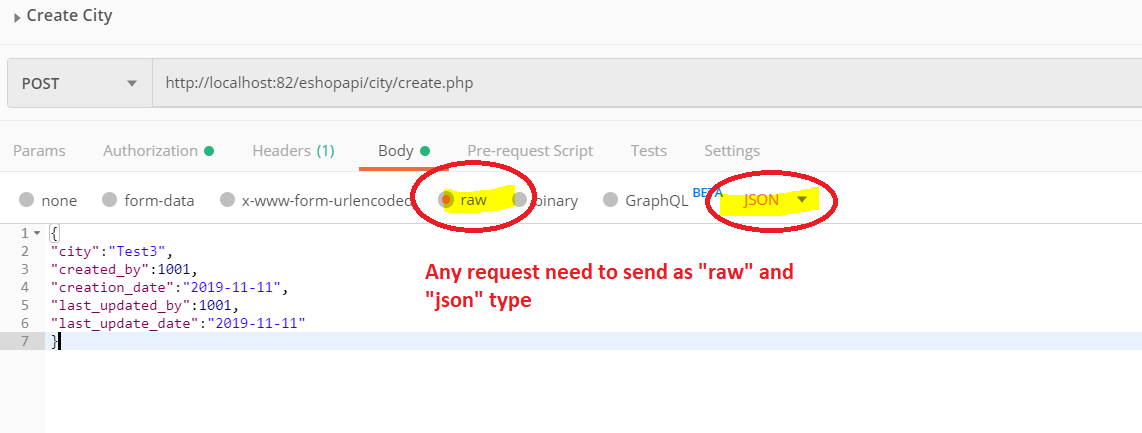 Create City
POST http://localhost:82/eshopapi/city/create.php
Params Authorization Headers (1) Body Pre-request Script Tests Settings
none form-data x-www-form-urlencoded raw binary GraphQL BETA JSON
1 {
2 "city":"Test3",
3 "created_by":1001,
4 "creation_date":"2019-11-11",
5 "last_updated_by":1001,
6 "last_update_date":"2019-11-11"
7 }
Any request need to send as "raw" and
"json" type